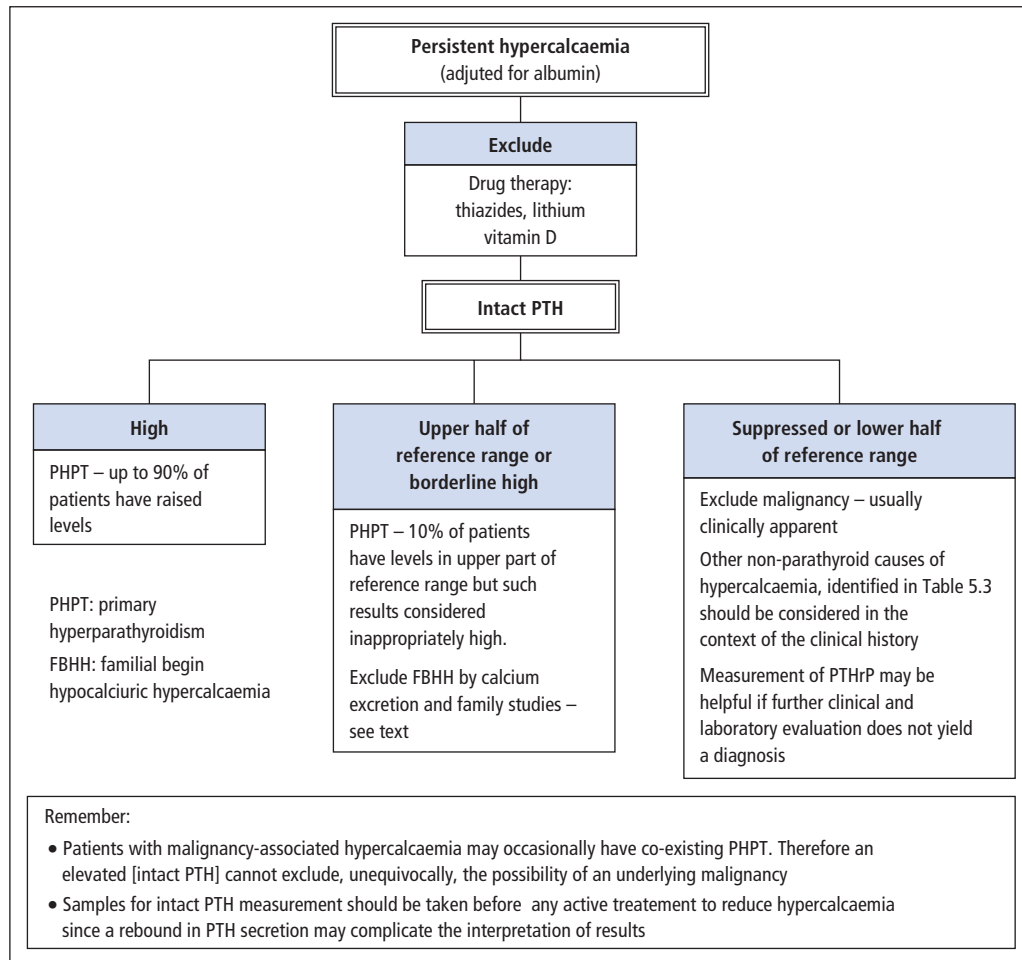 Persistent hypercalcaemia
(adjuted for albumin)
Exclude
Drug therapy:
thiazides, lithium
vitamin D
Intact PTH
High
PHPT – up to 90% of
patients have raised
levels
PHPT: primary
hyperparathyroidism
FBHH: familial begin
hypocalciuric hypercalcaemia
Upper half of
reference range or
borderline high
PHPT – 10% of patients
have levels in upper part of
reference range but such
results considered
inappropriately high.
Exclude FBHH by calcium
excretion and family studies –
see text
Suppressed or lower half
of reference range
Exclude malignancy – usually
clinically apparent
Other non-parathyroid causes of
hypercalcaemia, identified in Table 5.3
should be considered in the
context of the clinical history
Measurement of PTHrP may be
helpful if further clinical and
laboratory evaluation does not yield
a diagnosis
Remember:
• Patients with malignancy-associated hypercalcaemia may occasionally have co-existing PHPT. Therefore an
elevated [intact PTH] cannot exclude, unequivocally, the possibility of an underlying malignancy
• Samples for intact PTH measurement should be taken before any active treatement to reduce hypercalcaemia
since a rebound in PTH secretion may complicate the interpretation of results